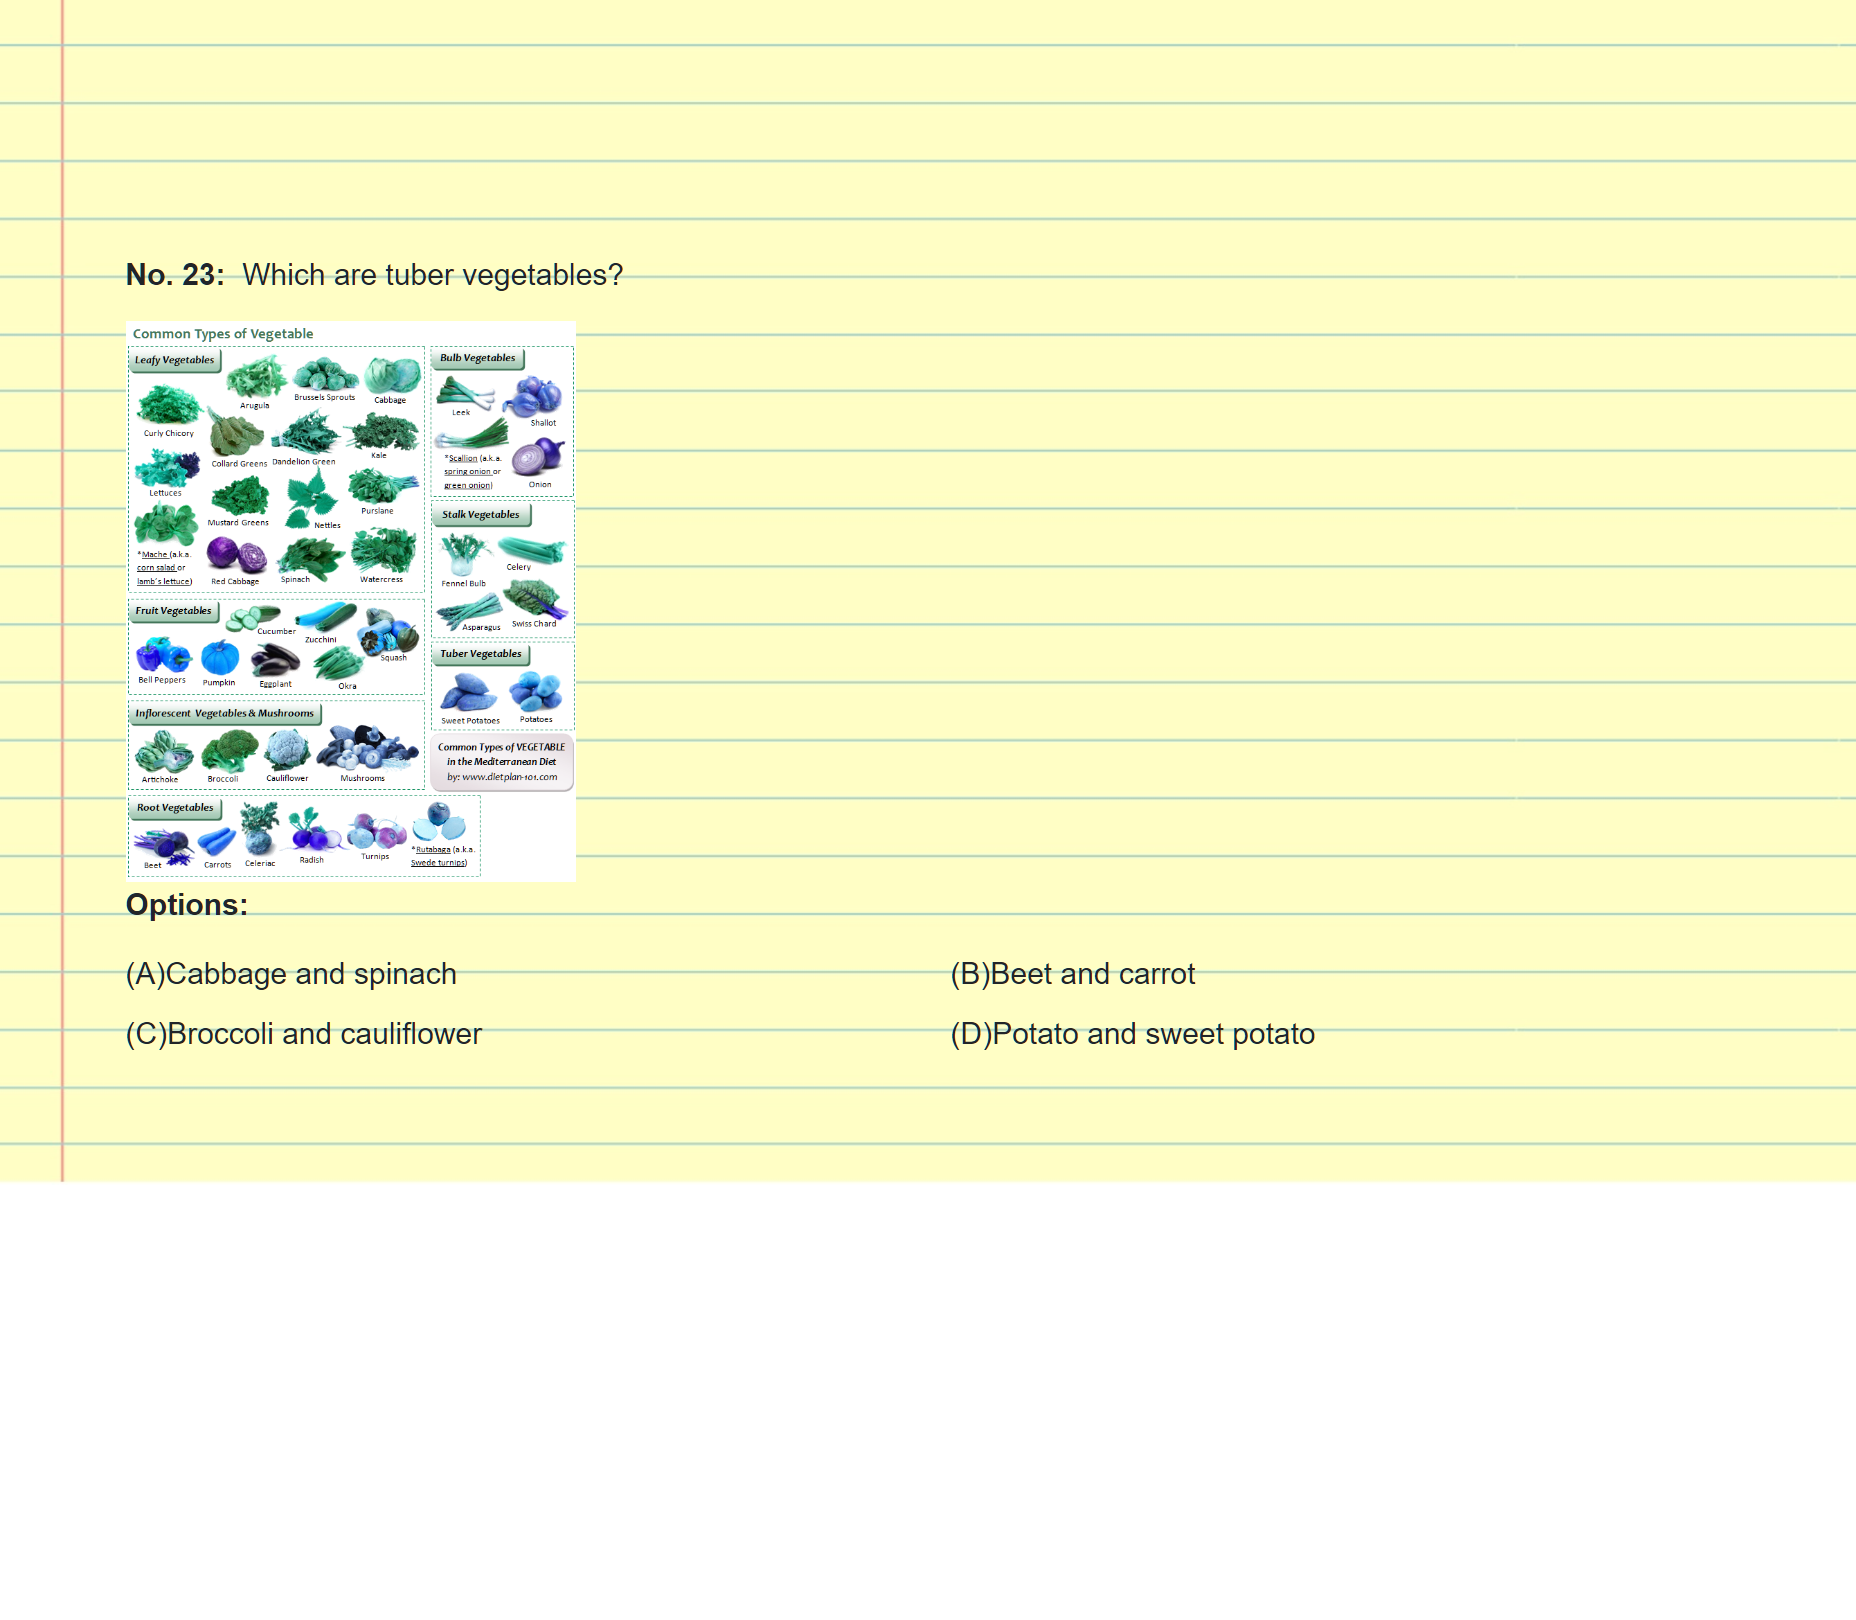 No. 23: Which are tuber vegetables?
Common Types of Vegetable
Leafy Vegetables
Arugula
Brussels Sprouts
Cabbage
Curly Chicory
Collard Greens
Dandelion Green
Kale
Lettuces
Mustard Greens
Nettles
Purslane
*Mache (a.k.a.
corn salad or
lamb's lettuce)
Red Cabbage
Spinach
Watercress
Bulb Vegetables
Leek
Shallot
*Scallion (a.k.a.
spring onion or
green onion)
Onion
Stalk Vegetables
Fennel Bulb
Celery
Asparagus
Swiss Chard
Fruit Vegetables
Cucumber
Zucchini
Squash
Bell Peppers
Pumpkin
Eggplant
Okra
Tuber Vegetables
Sweet Potatoes
Potatoes
Inflorescent Vegetables & Mushrooms
Artichoke
Broccoli
Cauliflower
Mushrooms
Common Types of VEGETABLE
in the Mediterranean Diet
by: www.dietplan-101.com
Root Vegetables
Beet
Carrots
Celeriac
Radish
Turnips
*Rutabaga (a.k.a.
Swede turnips)
Options:
(A)Cabbage and spinach
(B)Beet and carrot
(C)Broccoli and cauliflower
(D)Potato and sweet potato